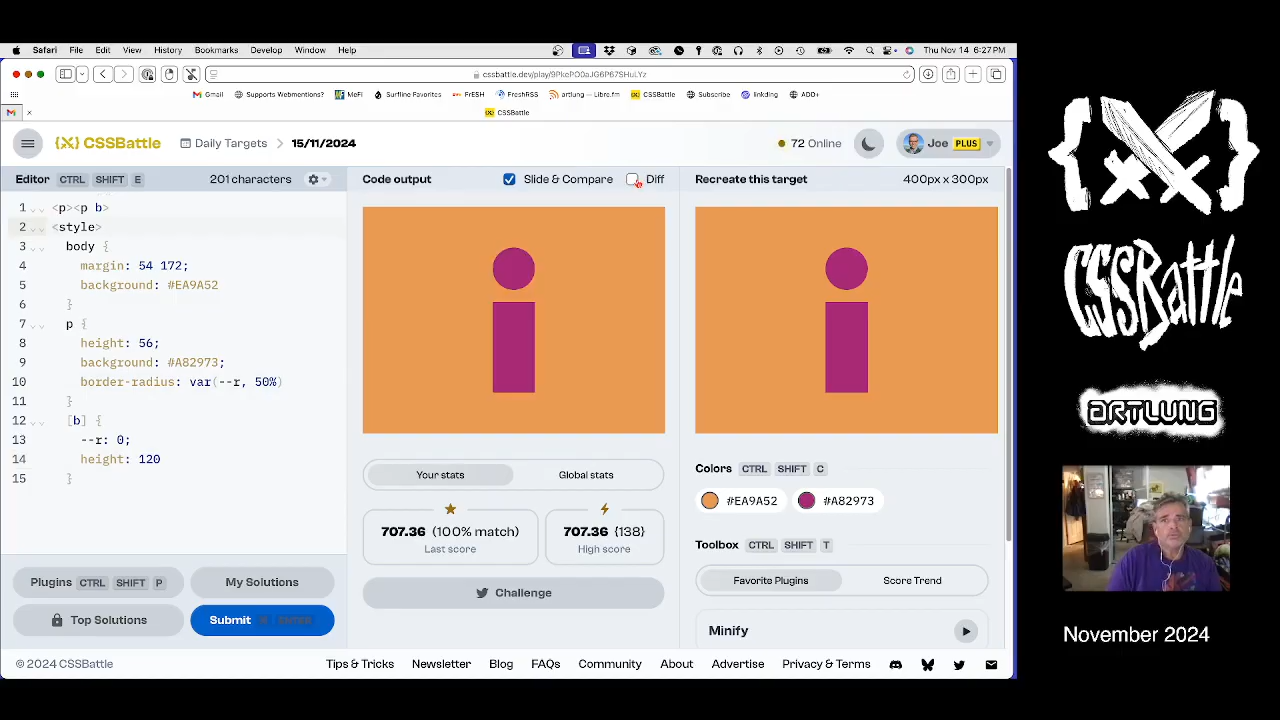 Safari File Edit View History Bookmarks Develop Window Help Thu Nov 14 6:27 PM
cssbattle.dev/play/9PkePO0aJG6P67SHuLYz
Gmail Supports Webmentions? MeFi Surfline Favorites FrESH FreshRSS artlung — Libre.fm CSSBattle Subscribe linkding ADD+
CSSBattle
{X} CSSBattle Daily Targets 15/11/2024 72 Online Joe PLUS
Editor CTRL SHIFT E 201 characters
Code output Slide & Compare Diff
Recreate this target 400px x 300px
1 <p><p b>
2 <style>
3 body {
4 margin: 54 172;
5 background: #EA9A52
6 }
7 p {
8 height: 56;
9 background: #A82973;
10 border-radius: var(--r, 50%)
11 }
12 [b] {
13 --r: 0;
14 height: 120
15 }
Your stats Global stats
707.36 (100% match)
Last score
707.36 {138}
High score
Challenge
Colors CTRL SHIFT C
#EA9A52 #A82973
Toolbox CTRL SHIFT T
Favorite Plugins Score Trend
Minify
Plugins CTRL SHIFT P My Solutions
Top Solutions Submit ENTER
© 2024 CSSBattle Tips & Tricks Newsletter Blog FAQs Community About Advertise Privacy & Terms
CSSBattle
ARTLUNG
November 2024